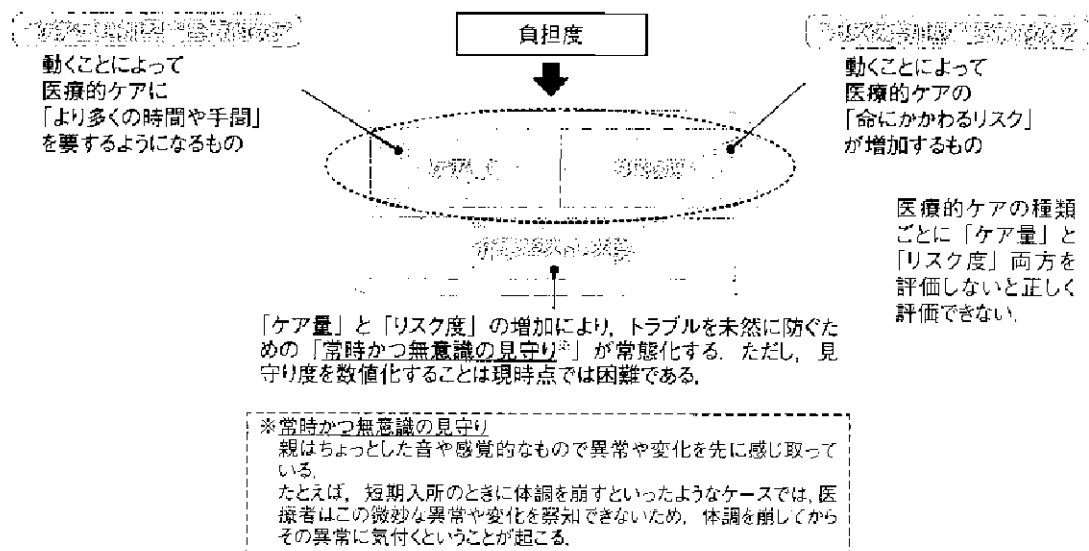 負担度
動くことによって
医療的ケアに
「より多くの時間や手間」
を要するようになるもの
動くことによって
医療的ケアの
「命にかかわるリスク」
が増加するもの
医療的ケアの種類
ごとに「ケア量」と
「リスク度」両方を
評価しないと正しく
評価できない.
「ケア量」と「リスク度」の増加により, トラブルを未然に防ぐた
めの「常時かつ無意識の見守り※」が常態化する. ただし, 見
守り度を数値化することは現時点では困難である.
※常時かつ無意識の見守り
親はちょっとした音や感覚的なもので異常や変化を先に感じ取って
いる.
たとえば, 短期入所のときに体調を崩すといったようなケースでは, 医
療者はこの微妙な異常や変化を察知できないため, 体調を崩してから
その異常に気付くということが起こる.